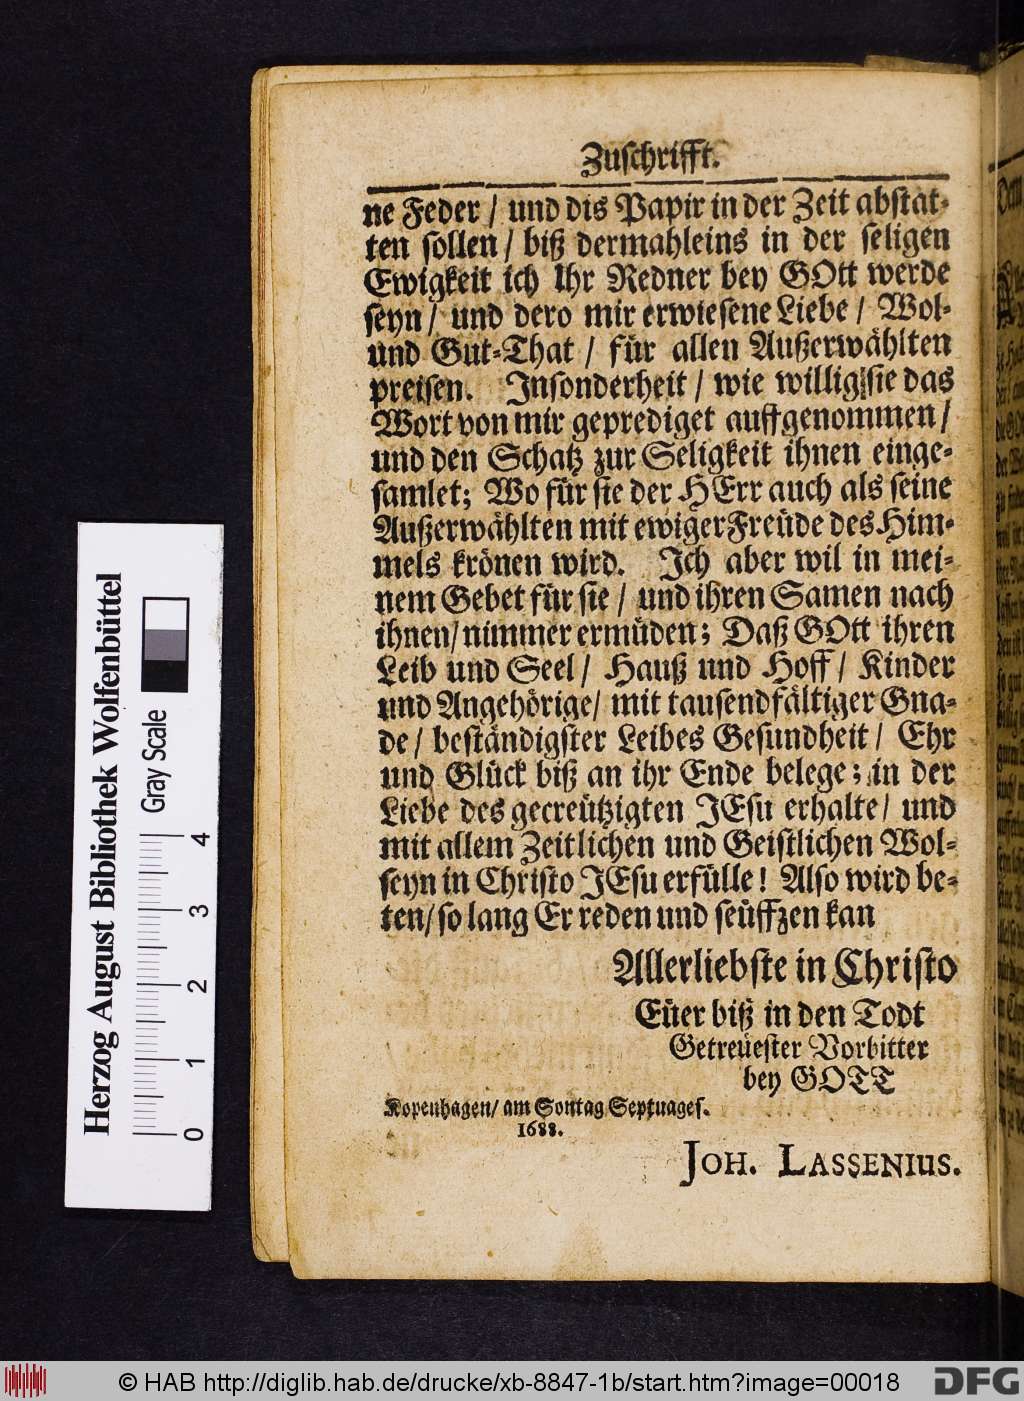 Zuschrifft.
ne Feder / und dis Papir in der Zeit abstat-
ten sollen / biß dermahleins in der seligen
Ewigkeit ich Ihr Redner bey GOtt werde
seyn / und dero mir erwiesene Liebe / Wol-
und Gut-That / für allen Außerwählten
preisen. Insonderheit / wie willig sie das
Wort von mir geprediget auffgenommen /
und den Schatz zur Seligkeit ihnen einge-
samlet; Wo für sie der HErr auch als seine
Außerwählten mit ewiger Freüde des Him-
mels krönen wird. Ich aber wil in mei-
nem Gebet für sie / und ihren Samen nach
ihnen / nimmer ermüden; Daß GOtt ihren
Leib und Seel / Hauß und Hoff / Kinder
und Angehörige / mit tausendfältiger Gna-
de / beständigster Leibes Gesundheit / Ehr
und Glück biß an ihr Ende belege; in der
Liebe des gecreützigten JEsu erhalte / und
mit allem Zeitlichen und Geistlichen Wol-
seyn in Christo JEsu erfülle! Also wird be-
ten / so lang Er reden und seüffzen kan
Allerliebste in Christo
Eüer biß in den Todt
Getreüester Vorbitter
bey GOTT
Kopenhagen / am Sontag Septuages.
1688.
JOH. LASSENIUS.
Herzog August Bibliothek Wolfenbüttel
Gray Scale
0 1 2 3 4
© HAB http://diglib.hab.de/drucke/xb-8847-1b/start.htm?image=00018
DFG